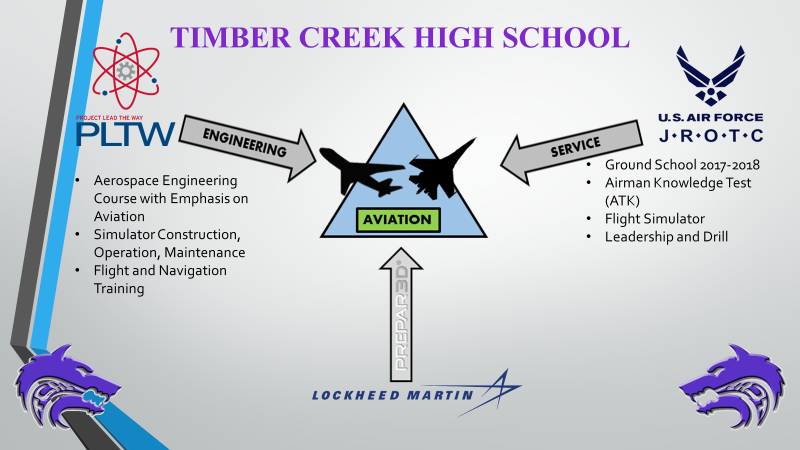 TIMBER CREEK HIGH SCHOOL
PROJECT LEAD THE WAY
PLTW
ENGINEERING
• Aerospace Engineering
Course with Emphasis on
Aviation
• Simulator Construction,
Operation, Maintenance
• Flight and Navigation
Training
AVIATION
U.S. AIR FORCE
J•R•O•T•C
SERVICE
• Ground School 2017-2018
• Airman Knowledge Test
(ATK)
• Flight Simulator
• Leadership and Drill
PREPAR3D®
LOCKHEED MARTIN